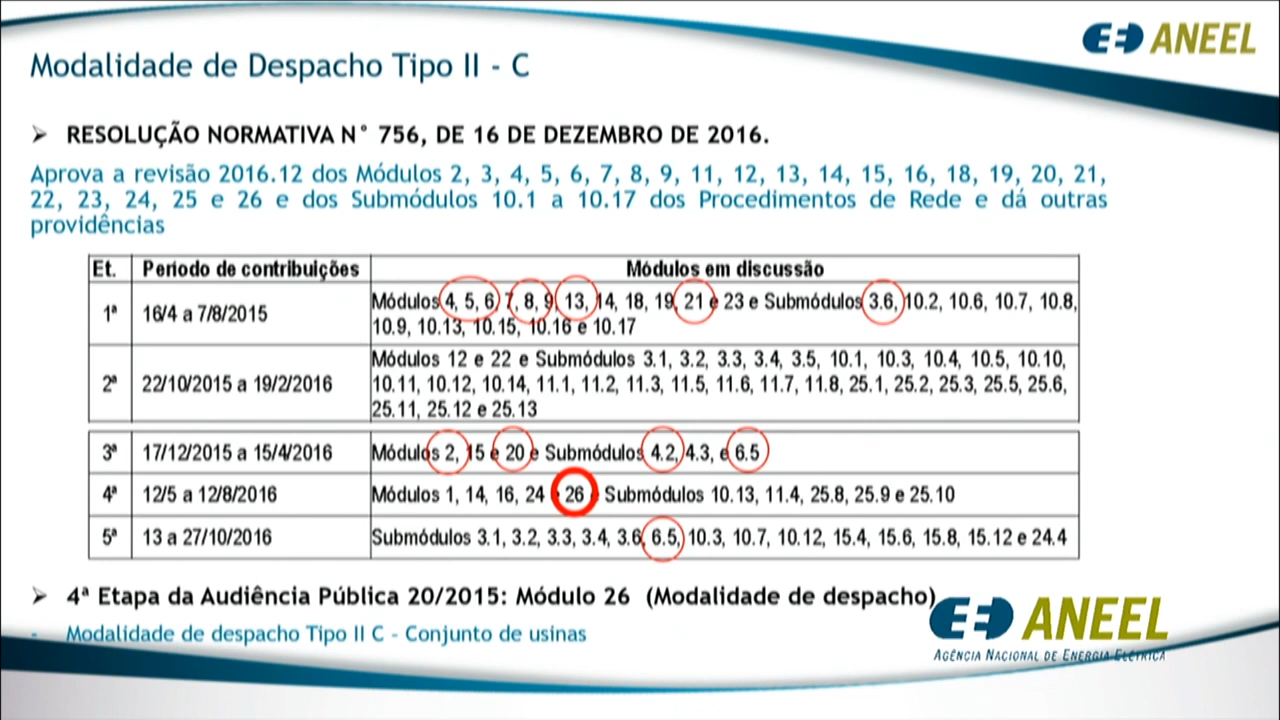 ANEEL
Modalidade de Despacho Tipo II - C
RESOLUÇÃO NORMATIVA N° 756, DE 16 DE DEZEMBRO DE 2016.
Aprova a revisão 2016.12 dos Módulos 2, 3, 4, 5, 6, 7, 8, 9, 11, 12, 13, 14, 15, 16, 18, 19, 20, 21,
22, 23, 24, 25 e 26 e dos Submódulos 10.1 a 10.17 dos Procedimentos de Rede e dá outras
providências
Et. Período de contribuições Módulos em discussão
1ª 16/4 a 7/8/2015 Módulos 4, 5, 6, 7, 8, 9, 13, 14, 18, 19, 21 e 23 e Submódulos 3.6, 10.2, 10.6, 10.7, 10.8,
10.9, 10.13, 10.15, 10.16 e 10.17
2ª 22/10/2015 a 19/2/2016 Módulos 12 e 22 e Submódulos 3.1, 3.2, 3.3, 3.4, 3.5, 10.1, 10.3, 10.4, 10.5, 10.10,
10.11, 10.12, 10.14, 11.1, 11.2, 11.3, 11.5, 11.6, 11.7, 11.8, 25.1, 25.2, 25.3, 25.5, 25.6,
25.11, 25.12 e 25.13
3ª 17/12/2015 a 15/4/2016 Módulos 2, 15 e 20 e Submódulos 4.2, 4.3, e 6.5
4ª 12/5 a 12/8/2016 Módulos 1, 14, 16, 24 e 26 e Submódulos 10.13, 11.4, 25.8, 25.9 e 25.10
5ª 13 a 27/10/2016 Submódulos 3.1, 3.2, 3.3, 3.4, 3.6, 6.5, 10.3, 10.7, 10.12, 15.4, 15.6, 15.8, 15.12 e 24.4
4ª Etapa da Audiência Pública 20/2015: Módulo 26 (Modalidade de despacho)
- Modalidade de despacho Tipo II C - Conjunto de usinas
ANEEL
AGÊNCIA NACIONAL DE ENERGIA ELÉTRICA